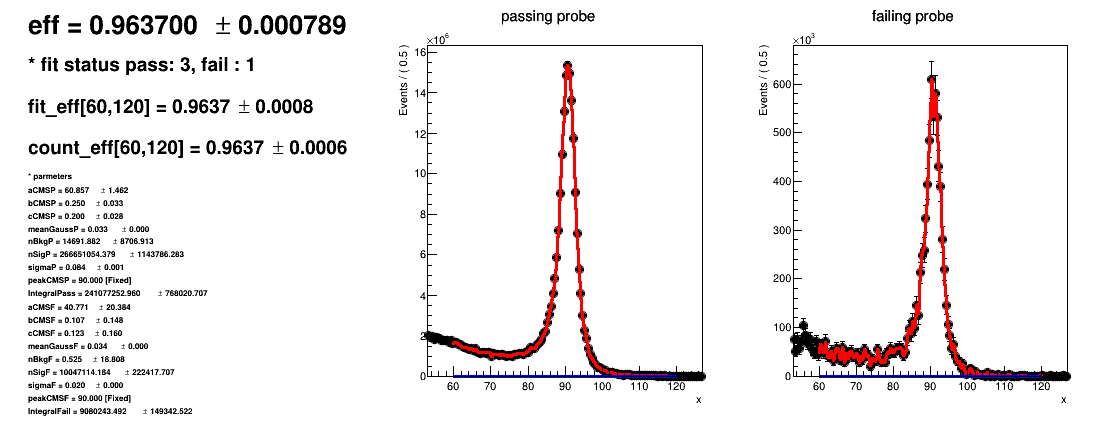 eff = 0.963700 ± 0.000789
* fit status pass: 3, fail : 1
fit_eff[60,120] = 0.9637 ± 0.0008
count_eff[60,120] = 0.9637 ± 0.0006
* parmeters
aCMSP = 60.857 ± 1.462
bCMSP = 0.250 ± 0.033
cCMSP = 0.200 ± 0.028
meanGaussP = 0.033 ± 0.000
nBkgP = 14691.882 ± 8706.913
nSigP = 266651054.379 ± 1143786.283
sigmaP = 0.084 ± 0.001
peakCMSP = 90.000 [Fixed]
IntegralPass = 241077252.960 ± 768020.707
aCMSF = 40.771 ± 20.384
bCMSF = 0.107 ± 0.148
cCMSF = 0.123 ± 0.160
meanGaussF = 0.034 ± 0.000
nBkgF = 0.525 ± 18.808
nSigF = 10047114.184 ± 222417.707
sigmaF = 0.020 ± 0.000
peakCMSF = 90.000 [Fixed]
IntegralFail = 9080243.492 ± 149342.522
passing probe
×10⁶
Events / ( 0.5 )
16
14
12
10
8
6
4
2
0
60 70 80 90 100 110 120
x
failing probe
×10³
Events / ( 0.5 )
600
500
400
300
200
100
0
60 70 80 90 100 110 120
x